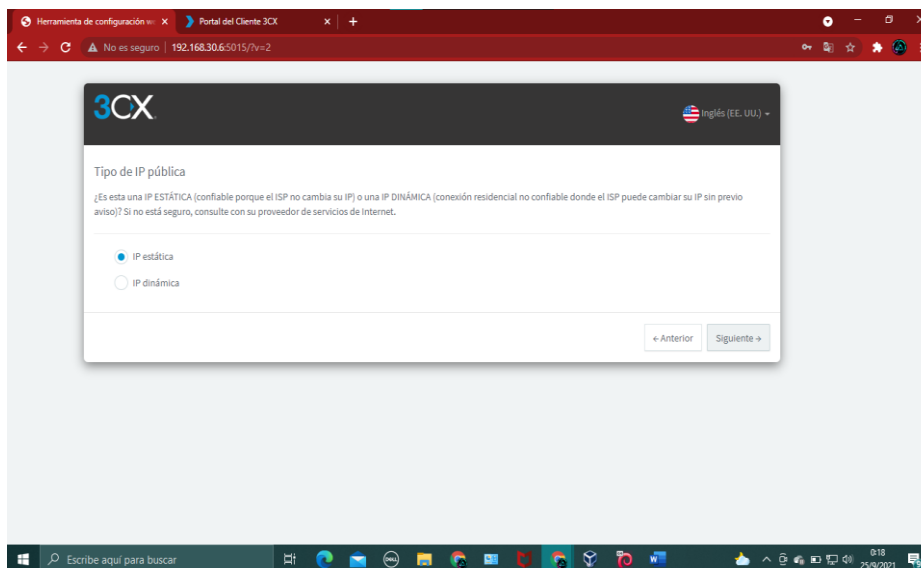 Herramienta de configuración w
Portal del Cliente 3CX
No es seguro | 192.168.30.6:5015/?v=2
3CX
Inglés (EE. UU.)
Tipo de IP pública
¿Es esta una IP ESTÁTICA (confiable porque el ISP no cambia su IP) o una IP DINÁMICA (conexión residencial no confiable donde el ISP puede cambiar su IP sin previo
aviso)? Si no está seguro, consulte con su proveedor de servicios de Internet.
IP estática
IP dinámica
← Anterior
Siguiente →
Escribe aquí para buscar
0:18
25/9/2021